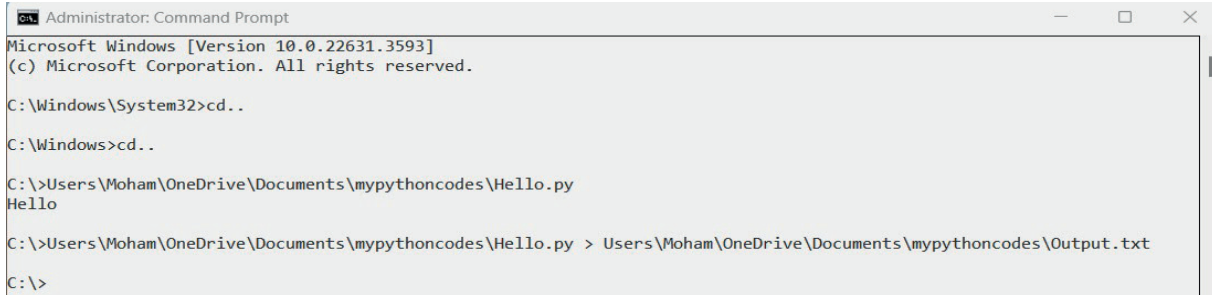 Administrator: Command Prompt
Microsoft Windows [Version 10.0.22631.3593]
(c) Microsoft Corporation. All rights reserved.
C:\Windows\System32>cd..
C:\Windows>cd..
C:\>Users\Moham\OneDrive\Documents\mypythoncodes\Hello.py
Hello
C:\>Users\Moham\OneDrive\Documents\mypythoncodes\Hello.py > Users\Moham\OneDrive\Documents\mypythoncodes\Output.txt
C:\>